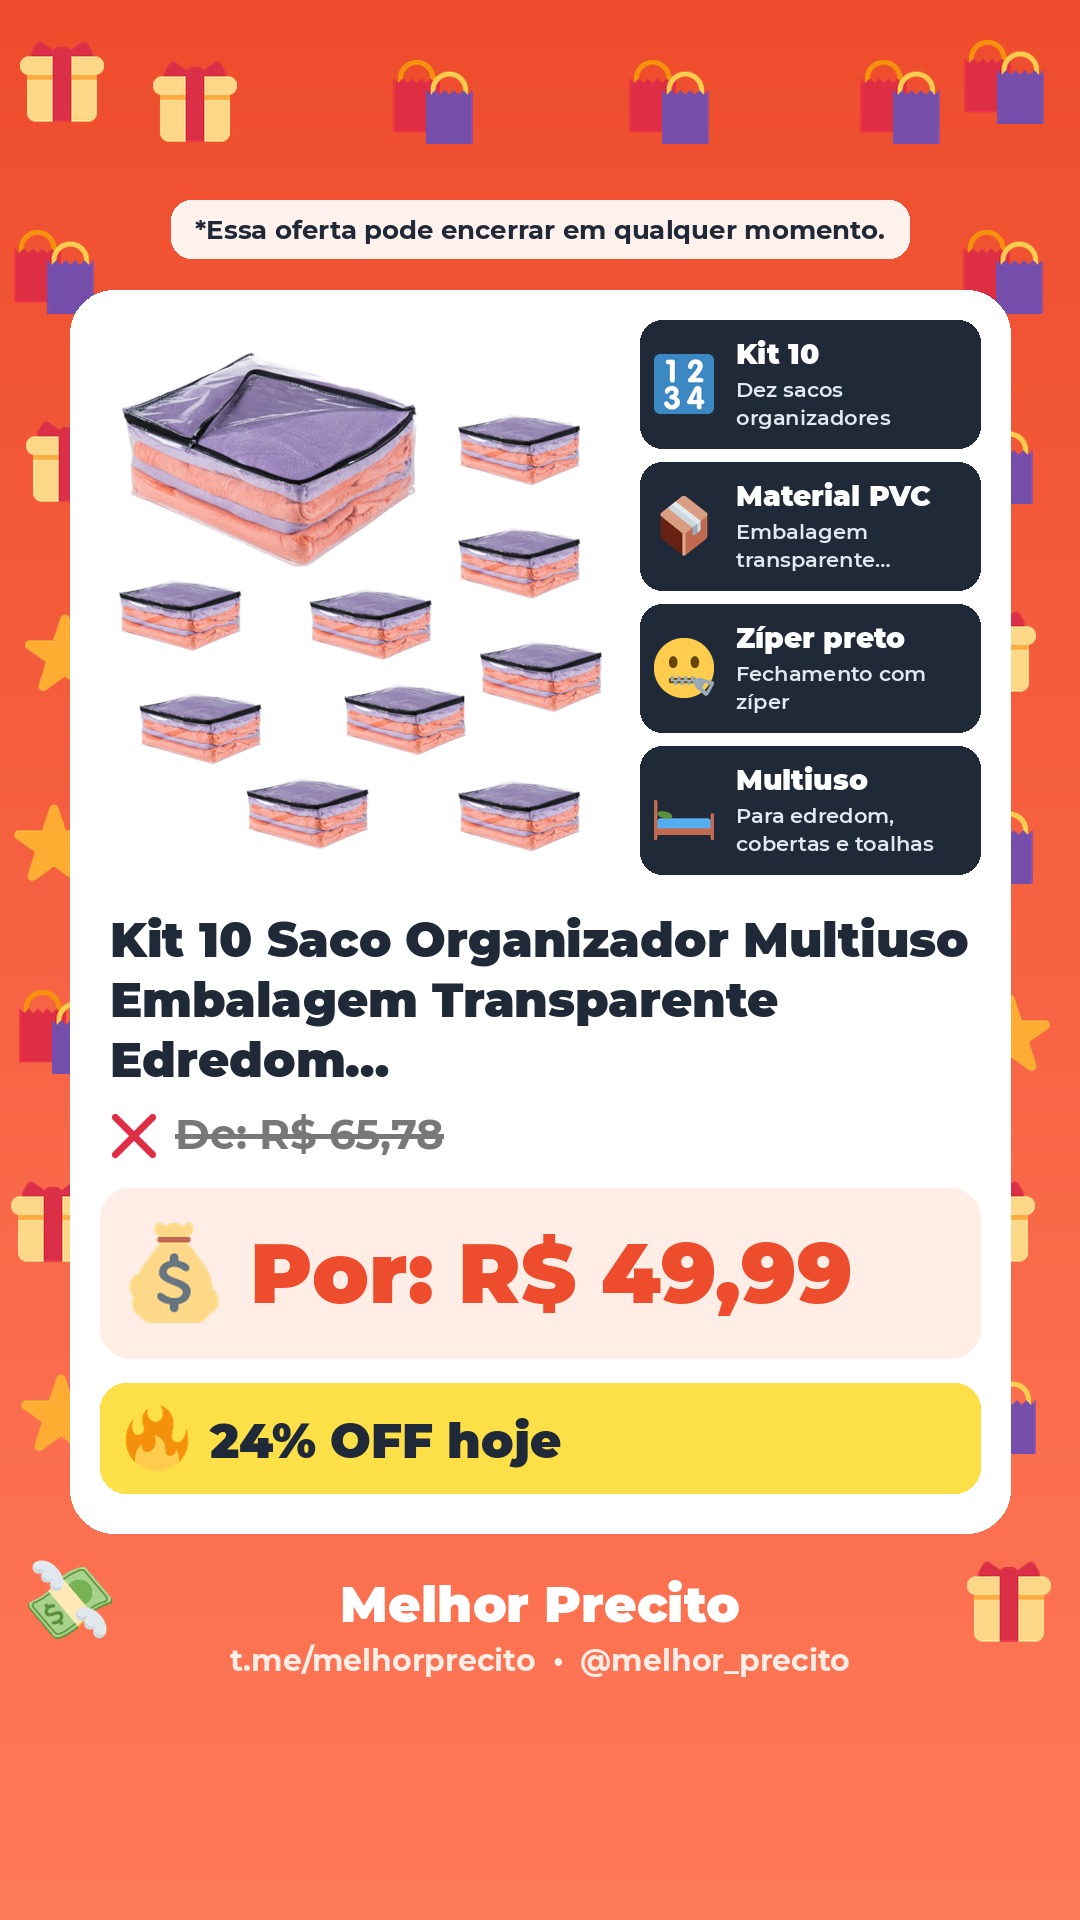 *Essa oferta pode encerrar em qualquer momento.
Kit 10
Dez sacos
organizadores
Material PVC
Embalagem
transparente...
Zíper preto
Fechamento com
zíper
Multiuso
Para edredom,
cobertas e toalhas
Kit 10 Saco Organizador Multiuso
Embalagem Transparente
Edredom...
De: R$ 65,78
Por: R$ 49,99
24% OFF hoje
Melhor Precito
t.me/melhorprecito • @melhor_precito